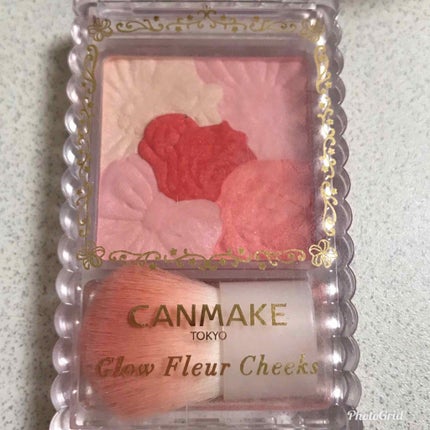 CANMAKE
TOKYO
Glow Fleur Cheeks
PhotoGrid